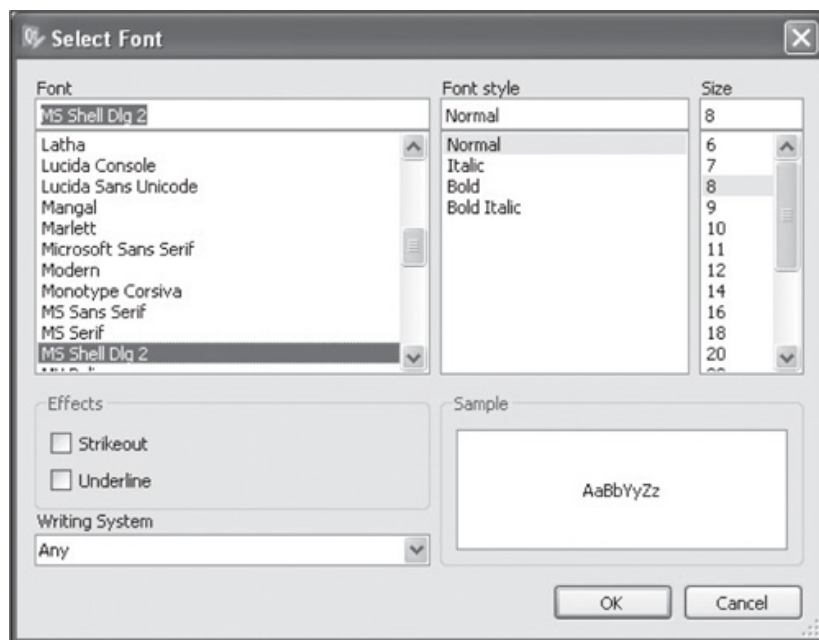 Select Font
Font
MS Shell Dlg 2
Latha
Lucida Console
Lucida Sans Unicode
Mangal
Marlett
Microsoft Sans Serif
Modern
Monotype Corsiva
MS Sans Serif
MS Serif
MS Shell Dlg 2
Font style
Normal
Normal
Italic
Bold
Bold Italic
Size
8
6
7
8
9
10
11
12
14
16
18
20
Effects
Strikeout
Underline
Writing System
Any
Sample
AaBbYyZz
OK
Cancel